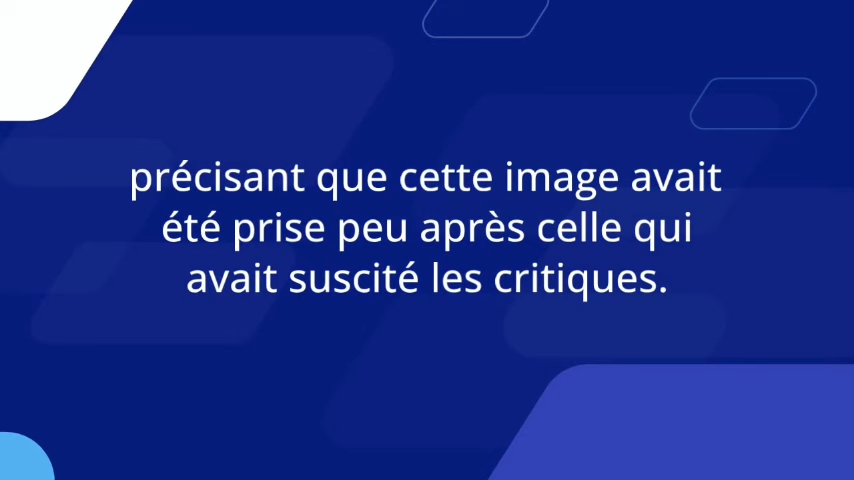 précisant que cette image avait
été prise peu après celle qui
avait suscité les critiques.